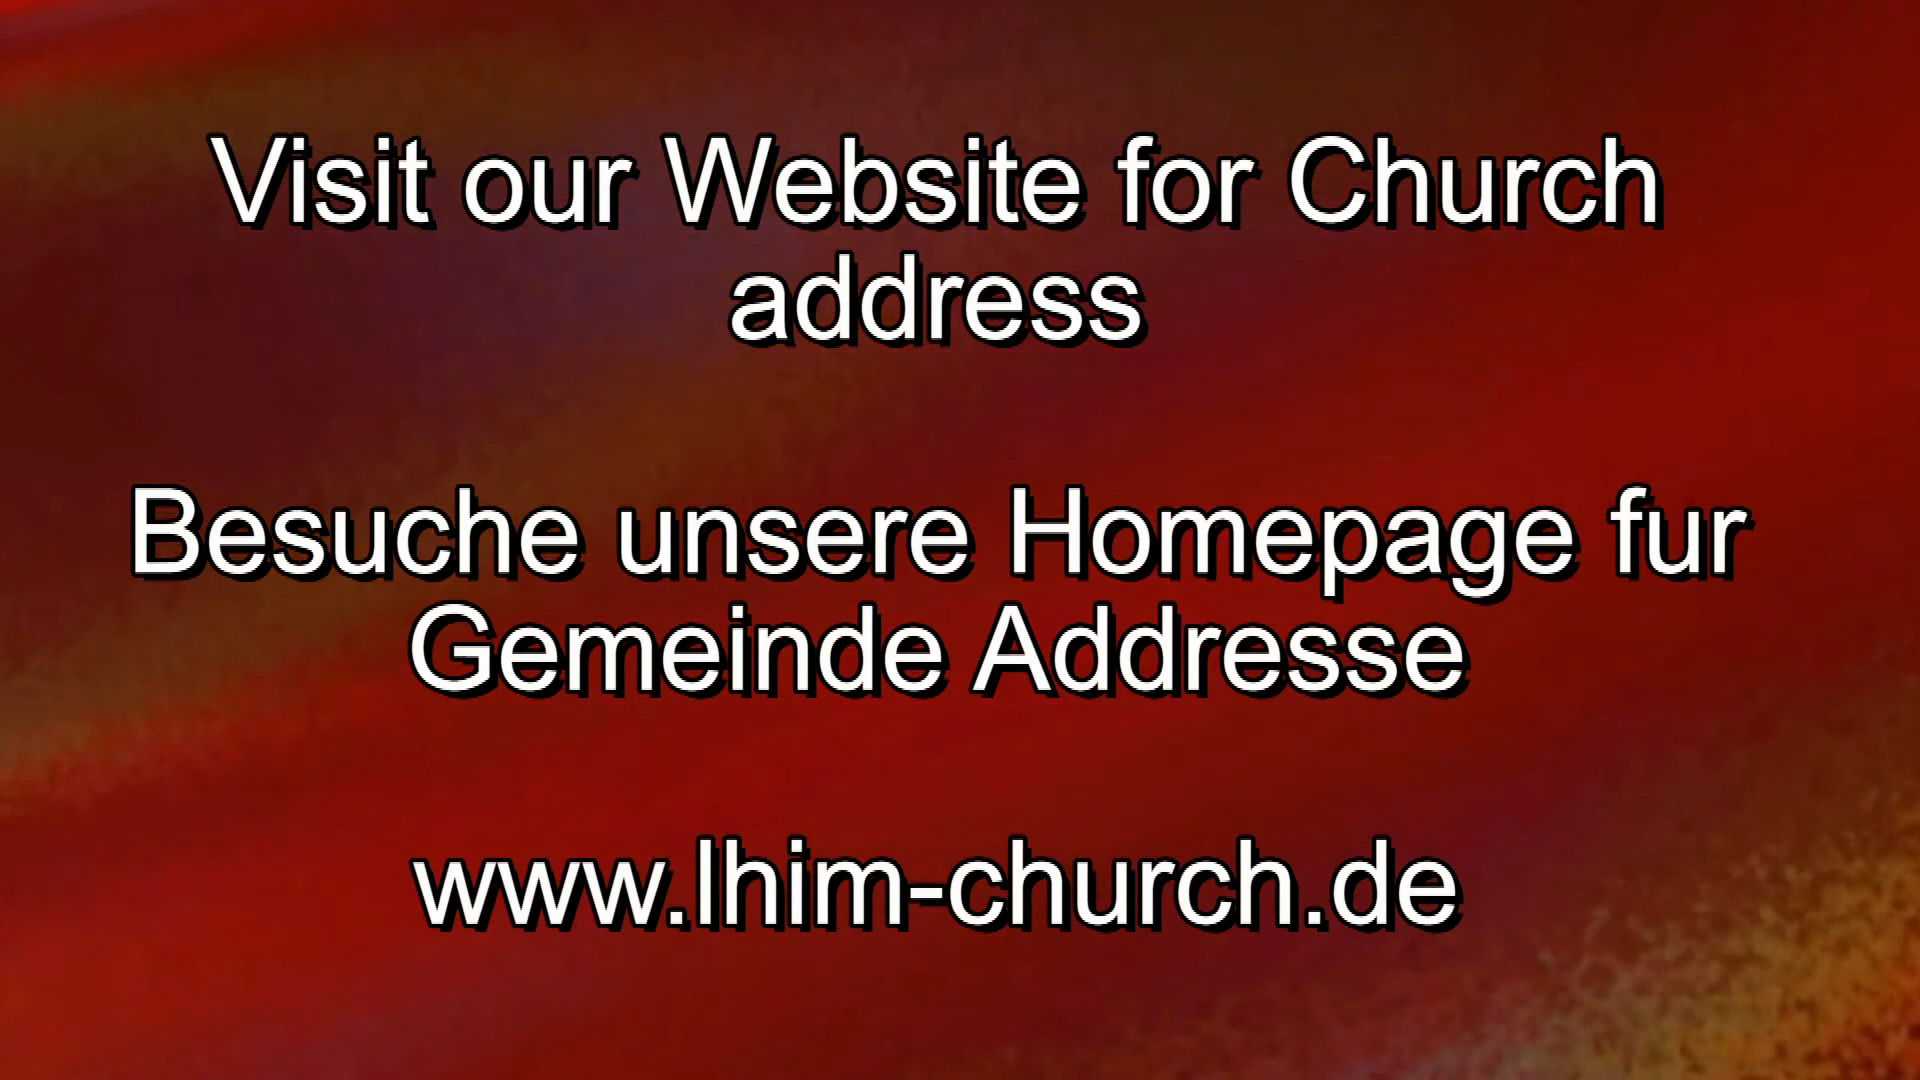 Visit our Website for Church
address
Besuche unsere Homepage fur
Gemeinde Addresse
www.lhim-church.de